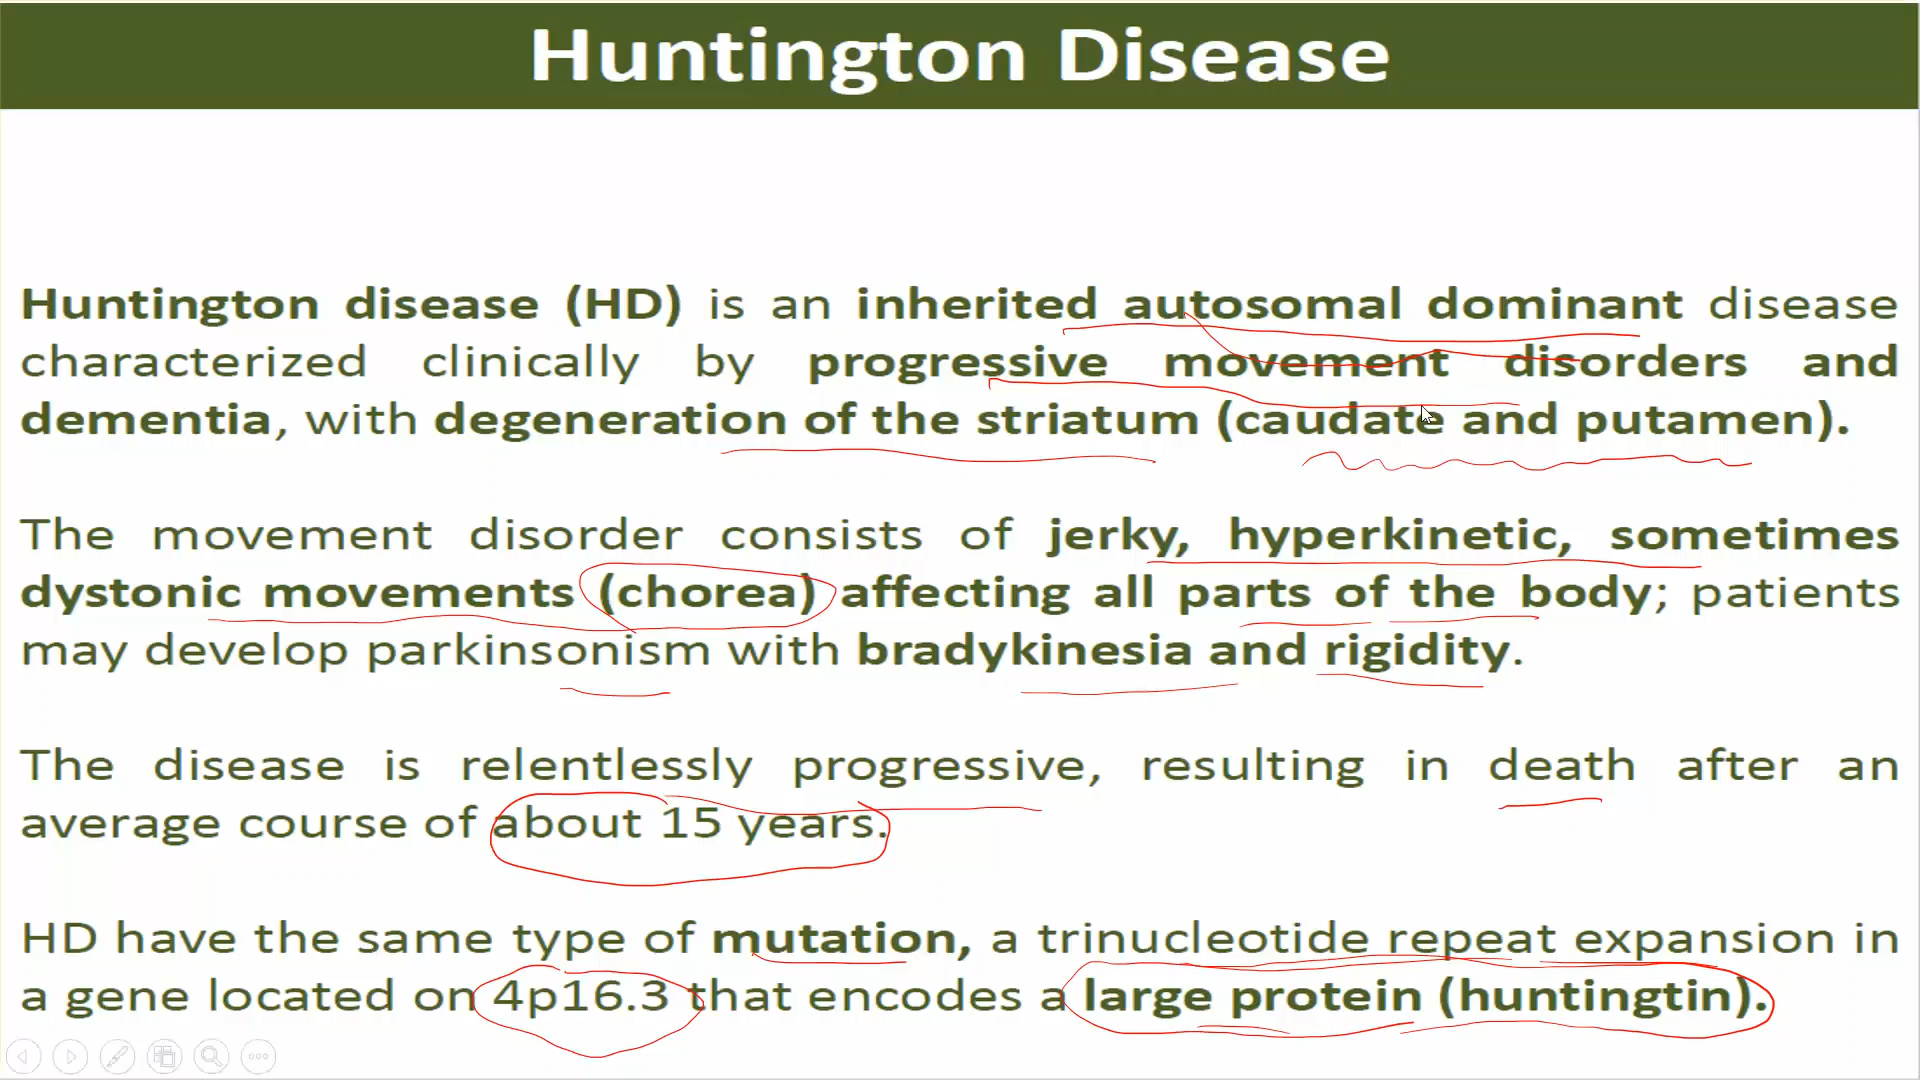 Huntington Disease
Huntington disease (HD) is an inherited autosomal dominant disease
characterized clinically by progressive movement disorders and
dementia, with degeneration of the striatum (caudate and putamen).
The movement disorder consists of jerky, hyperkinetic, sometimes
dystonic movements (chorea) affecting all parts of the body; patients
may develop parkinsonism with bradykinesia and rigidity.
The disease is relentlessly progressive, resulting in death after an
average course of about 15 years.
HD have the same type of mutation, a trinucleotide repeat expansion in
a gene located on 4p16.3 that encodes a large protein (huntingtin).